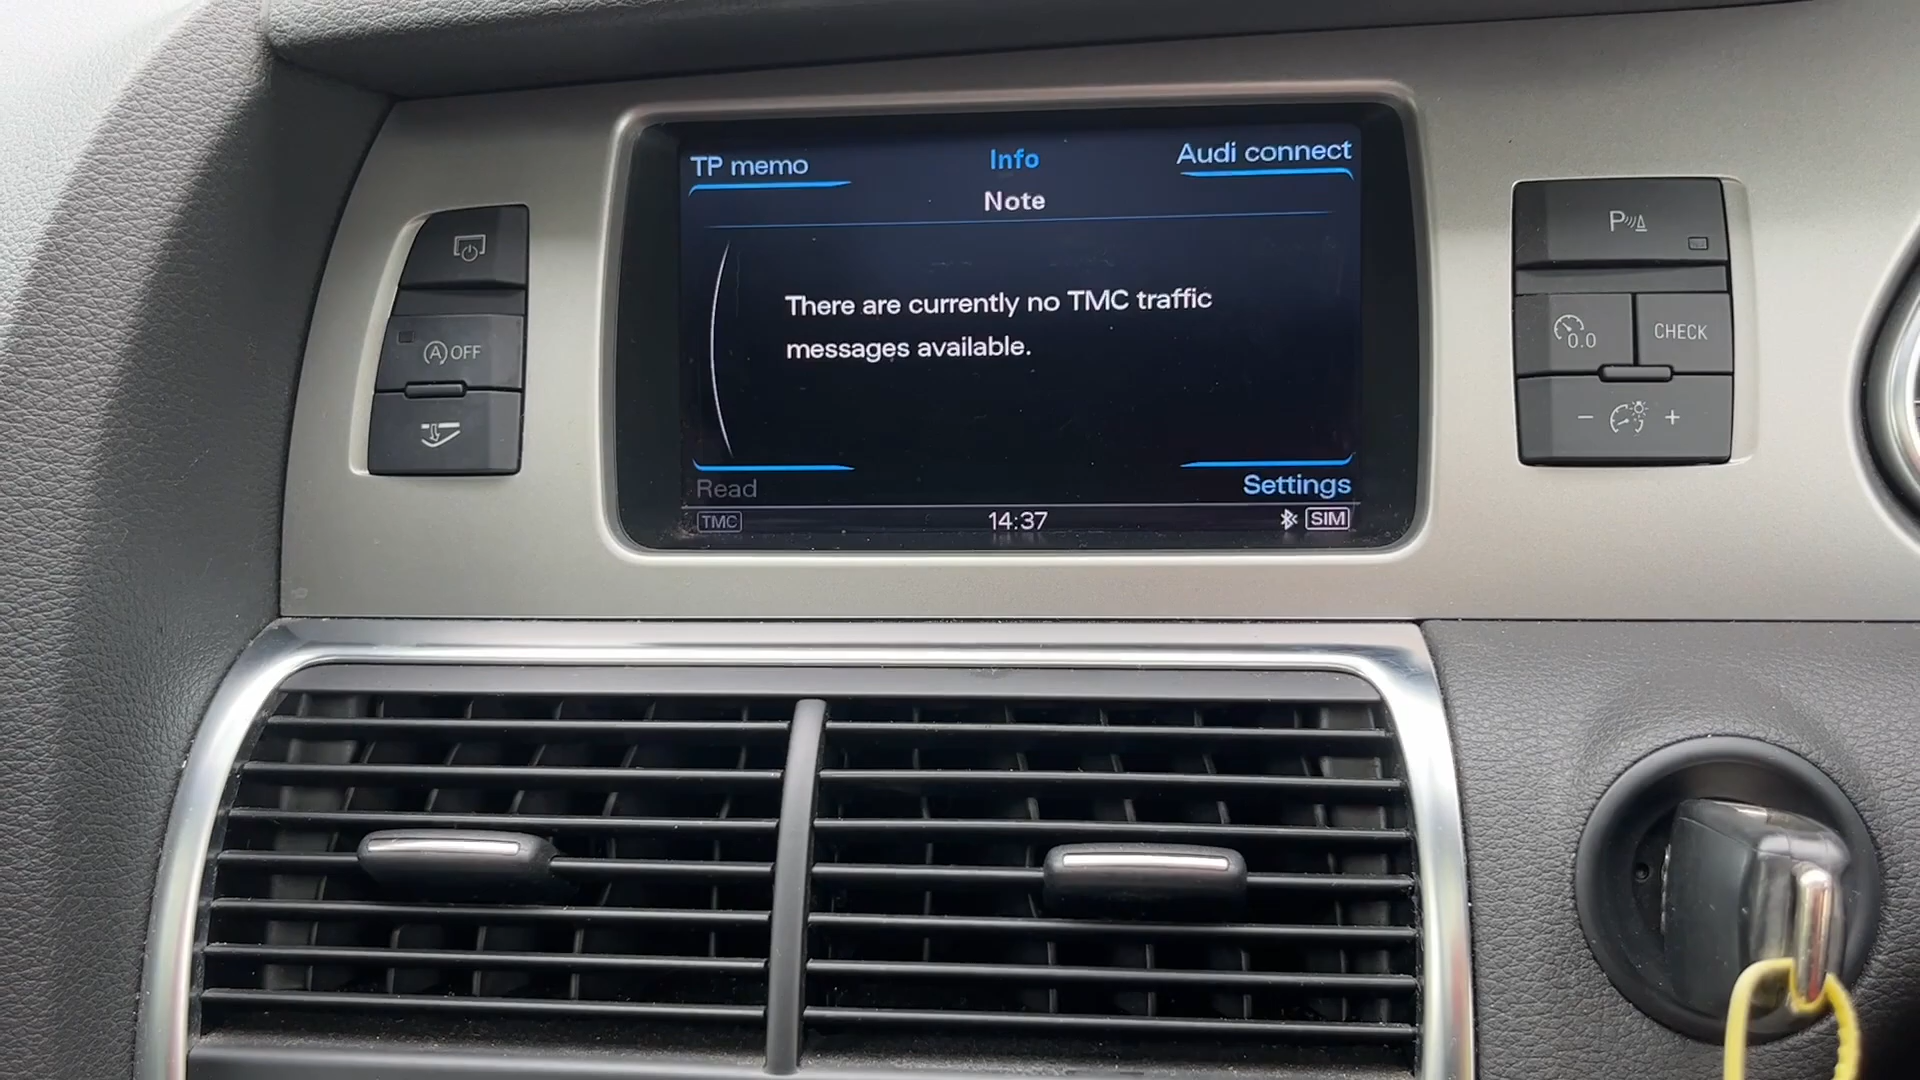 TP memo
Info
Audi connect
Note
There are currently no TMC traffic
messages available.
Read
Settings
TMC
14:37
SIM
A OFF
P
0.0
CHECK
− +